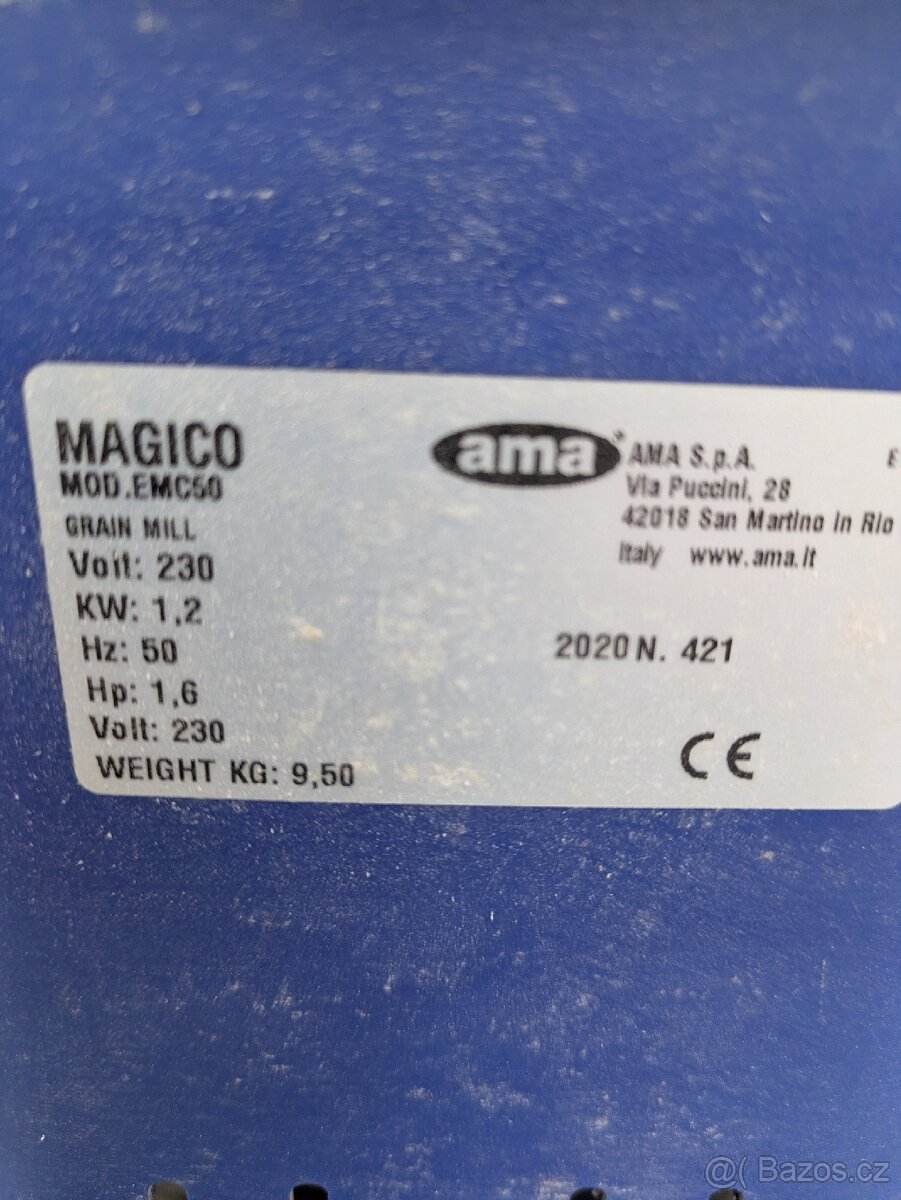 MAGICO
MOD.EMC50
GRAIN MILL
Volt: 230
KW: 1,2
Hz: 50
Hp: 1,6
Volt: 230
WEIGHT KG: 9,50
ama
AMA S.p.A.
Via Puccini, 28
42018 San Martino in Rio
Italy www.ama.it
E
2020 N. 421
CE
@( Bazos.cz